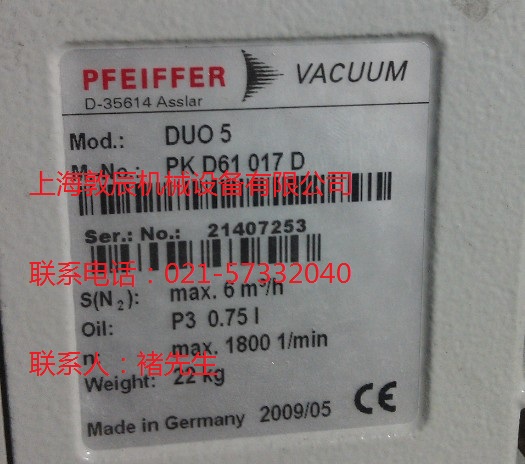 PFEIFFER VACUUM
D-35614 Asslar
Mod.: DUO 5
M.-No.: PK D61 017 D
上海敦辰机械设备有限公司
Ser.: No.: 21407253
联系电话：021-57332040
S(N₂): max. 6 m³/h
Oil: P3 0.75 l
n: max. 1800 1/min
联系人：褚先生
Weight: 22 kg
Made in Germany 2009/05 CE